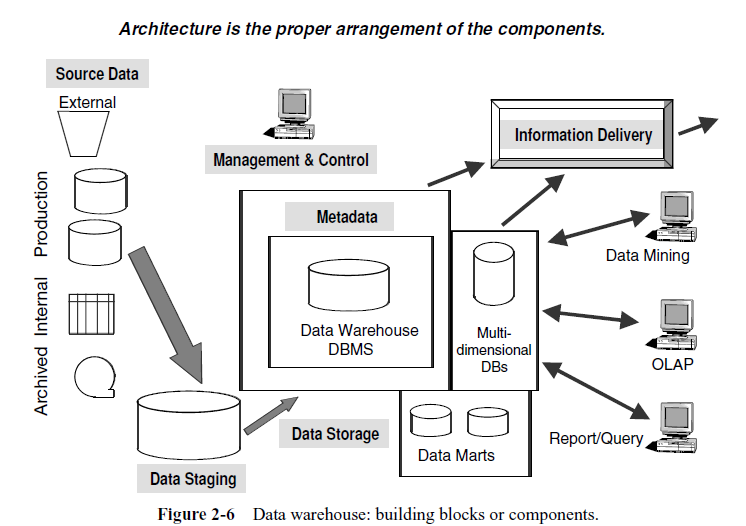 Architecture is the proper arrangement of the components.
Source Data
External
Production
Internal
Archived
Management & Control
Information Delivery
Metadata
Data Warehouse
DBMS
Multi-
dimensional
DBs
Data Mining
OLAP
Report/Query
Data Marts
Data Storage
Data Staging
Figure 2-6 Data warehouse: building blocks or components.